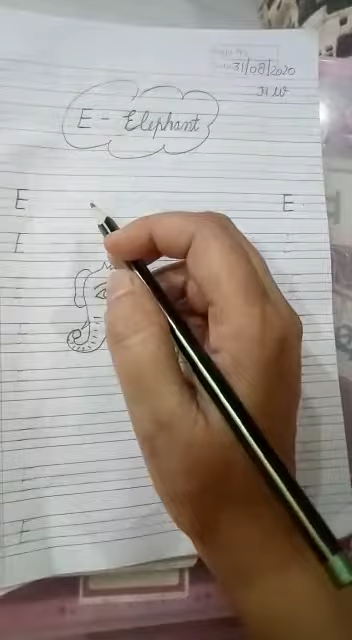 31/08/2020
H.W
E - Elephant
E E
E
E